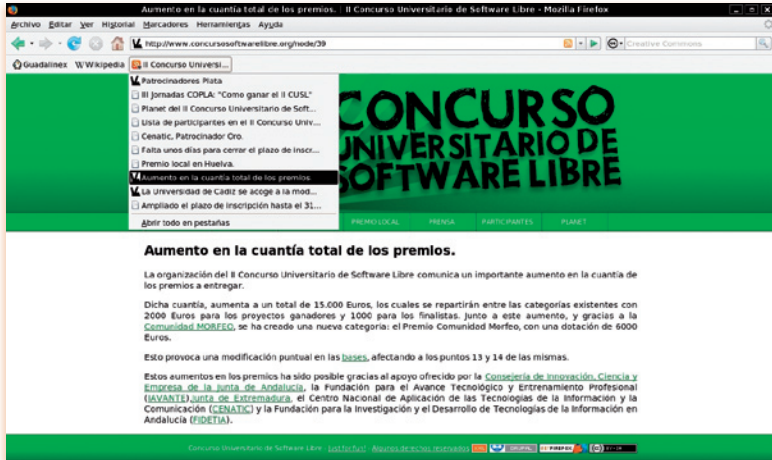 Aumento en la cuantía total de los premios. | II Concurso Universitario de Software Libre - Mozilla Firefox
Archivo Editar Ver Historial Marcadores Herramientas Ayuda
http://www.concursosoftwarelibre.org/node/39
Creative Commons
Guadalinex Wikipedia II Concurso Universi...
Patrocinadores Plata
III Jornadas COPLA: "Como ganar el II CUSL"
Planet del II Concurso Universitario de Soft...
Lista de participantes en el II Concurso Univ...
Cenatic, Patrocinador Oro.
Falta unos días para cerrar el plazo de inscr...
Premio local en Huelva.
Aumento en la cuantía total de los premios.
La Universidad de Cádiz se acoge a la mod...
Ampliado el plazo de inscripción hasta el 31...
Abrir todo en pestañas
CONCURSO
UNIVERSITARIO DE
SOFTWARE LIBRE
PREMIO LOCAL PRENSA PARTICIPANTES PLANET
Aumento en la cuantía total de los premios.
La organización del II Concurso Universitario de Software Libre comunica un importante aumento en la cuantía de
los premios a entregar.
Dicha cuantía, aumenta a un total de 15.000 Euros, los cuales se repartirán entre las categorías existentes con
2000 Euros para los proyectos ganadores y 1000 para los finalistas. Junto a este aumento, y gracias a la
Comunidad MORFEO, se ha creado una nueva categoría: el Premio Comunidad Morfeo, con una dotación de 6000
Euros.
Esto provoca una modificación puntual en las bases, afectando a los puntos 13 y 14 de las mismas.
Estos aumentos en los premios ha sido posible gracias al apoyo ofrecido por la Consejería de Innovación, Ciencia y
Empresa de la Junta de Andalucía, la Fundación para el Avance Tecnológico y Entrenamiento Profesional
(IAVANTE),Junta de Extremadura, el Centro Nacional de Aplicación de las Tecnologías de la Información y la
Comunicación (CENATIC) y la Fundación para la Investigación y el Desarrollo de Tecnologías de la Información en
Andalucía (FIDETIA).
Concurso Universitario de Software Libre - Just for fun! - Algunos derechos reservados